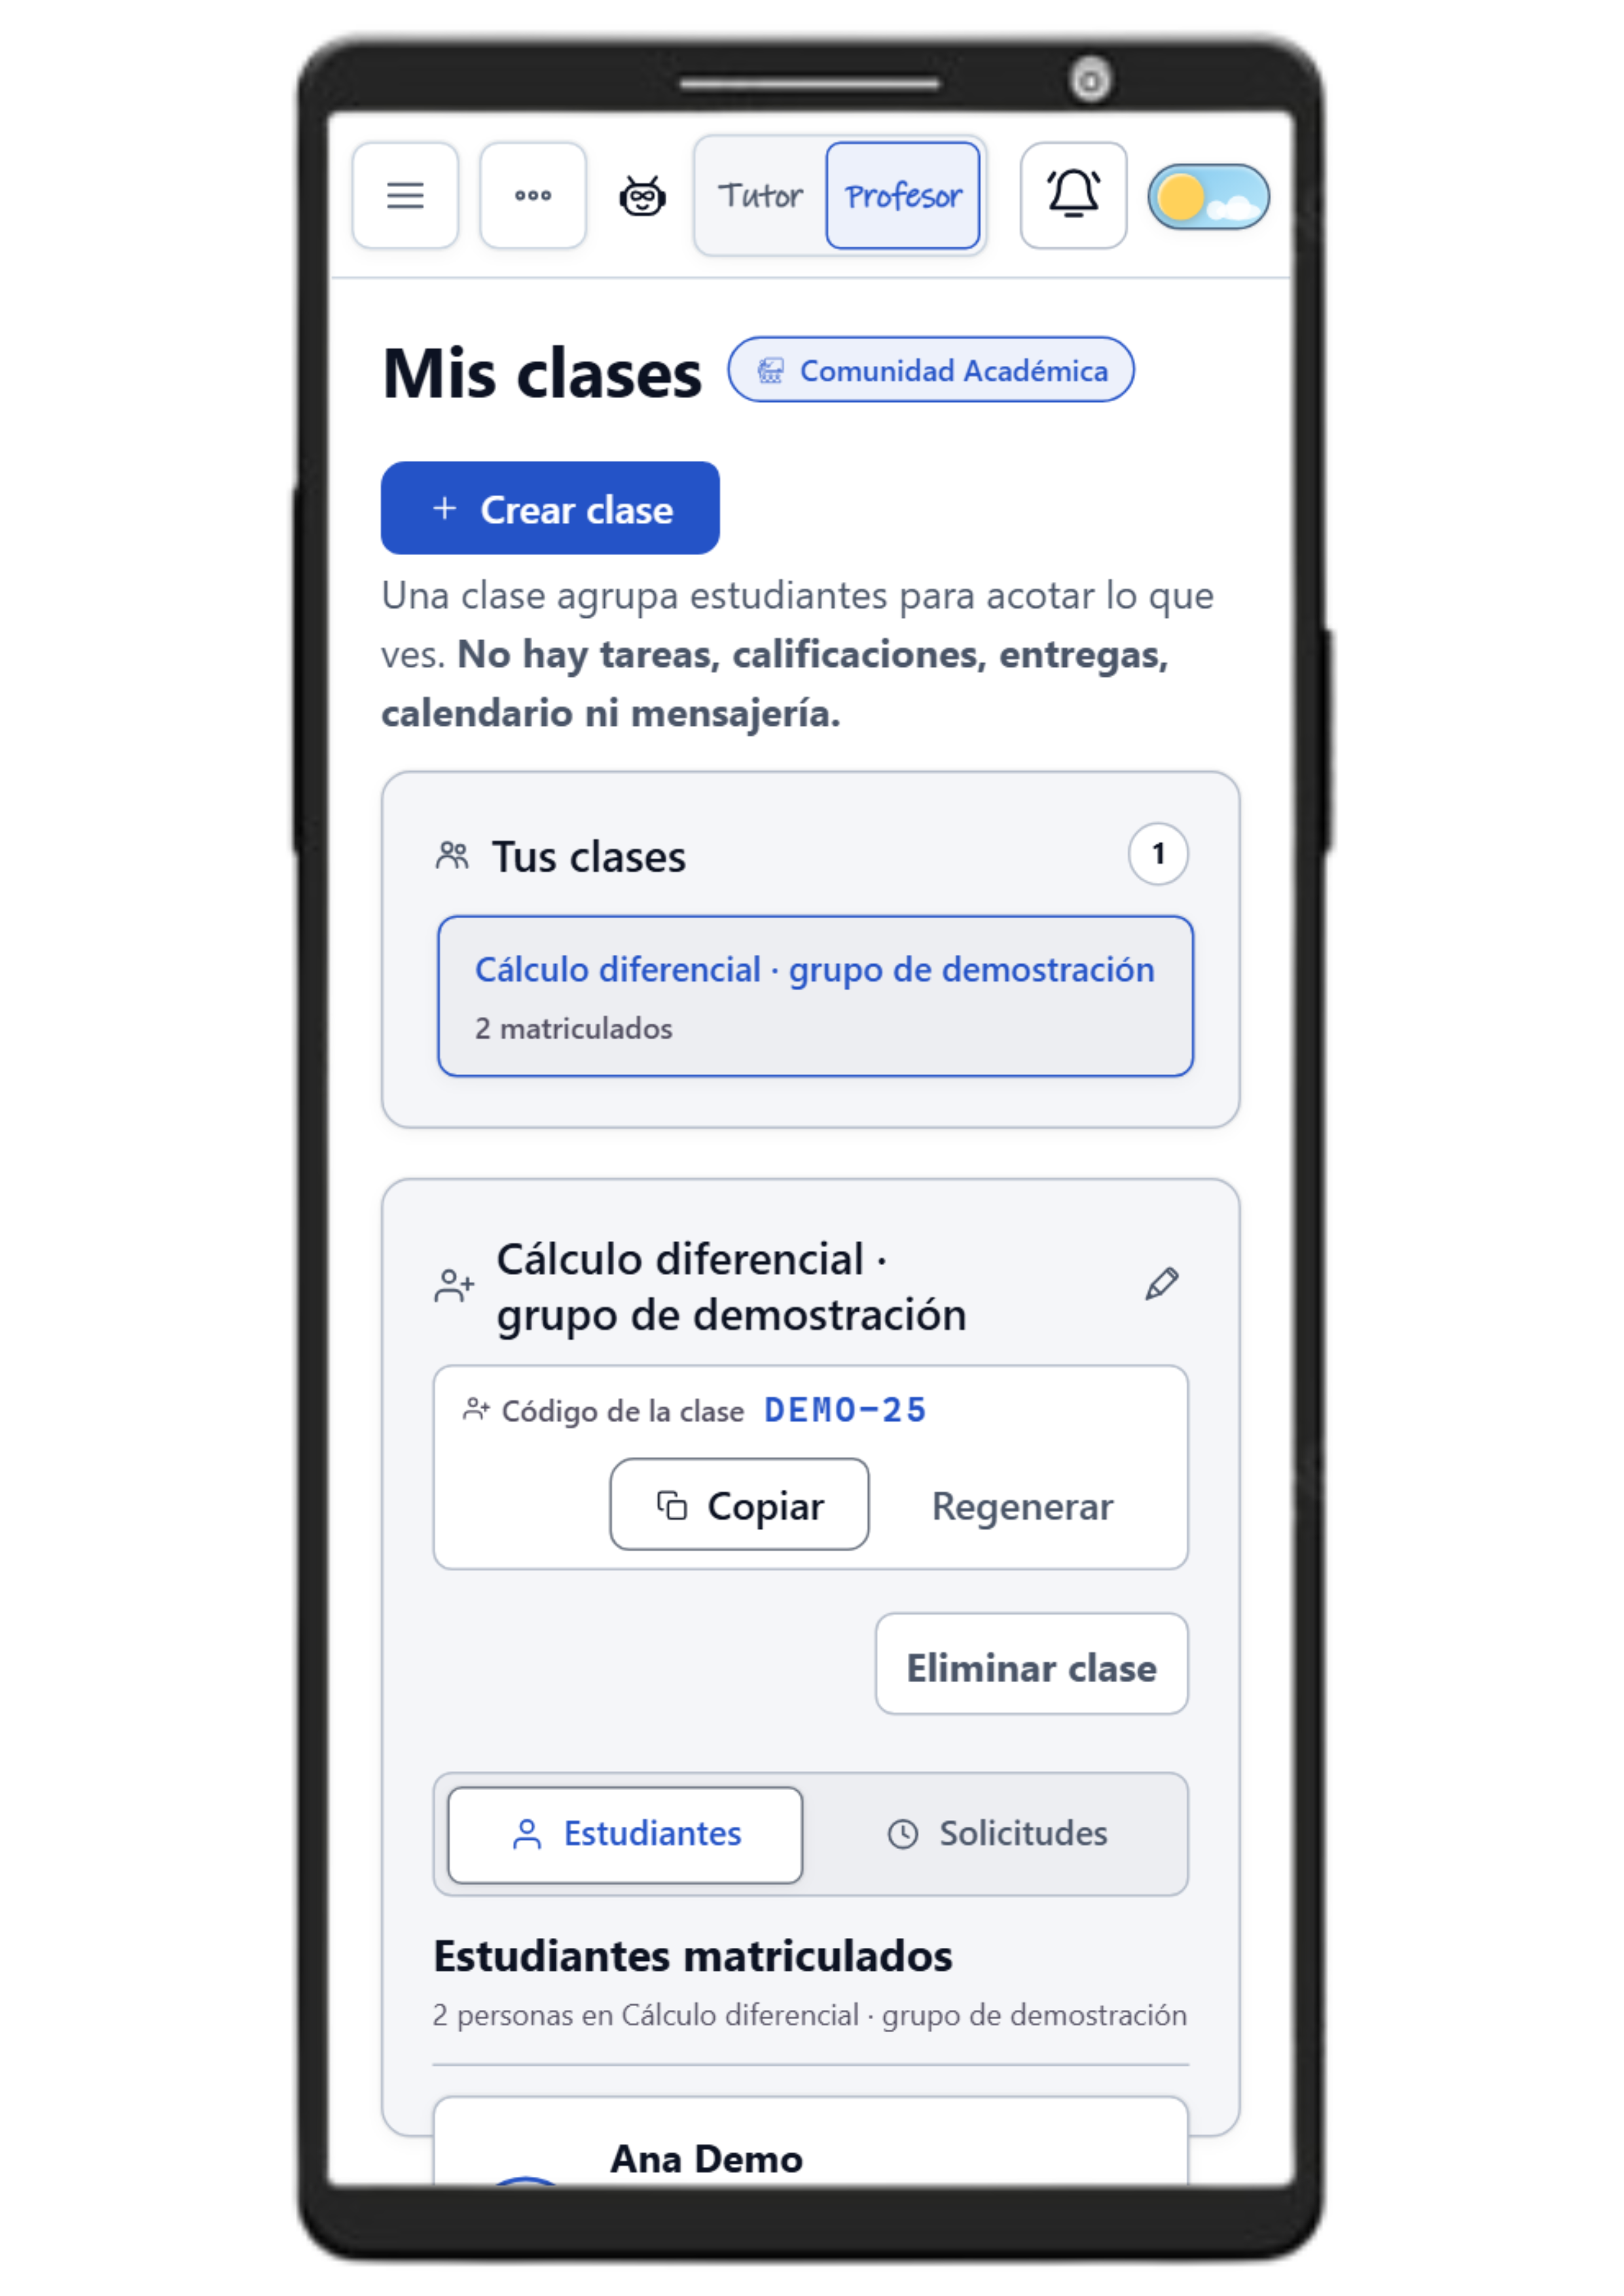 Tutor Profesor
Mis clases Comunidad Académica
+ Crear clase
Una clase agrupa estudiantes para acotar lo que
ves. No hay tareas, calificaciones, entregas,
calendario ni mensajería.
Tus clases 1
Cálculo diferencial · grupo de demostración
2 matriculados
Cálculo diferencial ·
grupo de demostración
Código de la clase DEMO-25
Copiar Regenerar
Eliminar clase
Estudiantes Solicitudes
Estudiantes matriculados
2 personas en Cálculo diferencial · grupo de demostración
Ana Demo